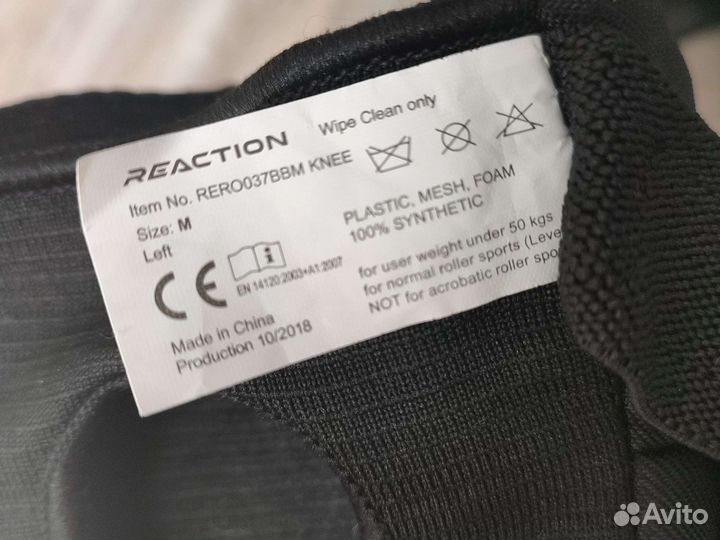 REACTION
Wipe Clean only
Item No. RERO037BBM KNEE
Size: M
Left
PLASTIC, MESH, FOAM
100% SYNTHETIC
CE
EN 14120:2003+A1:2007
for user weight under 50 kgs
for normal roller sports (Leve
NOT for acrobatic roller spo
Made in China
Production 10/2018
Avito